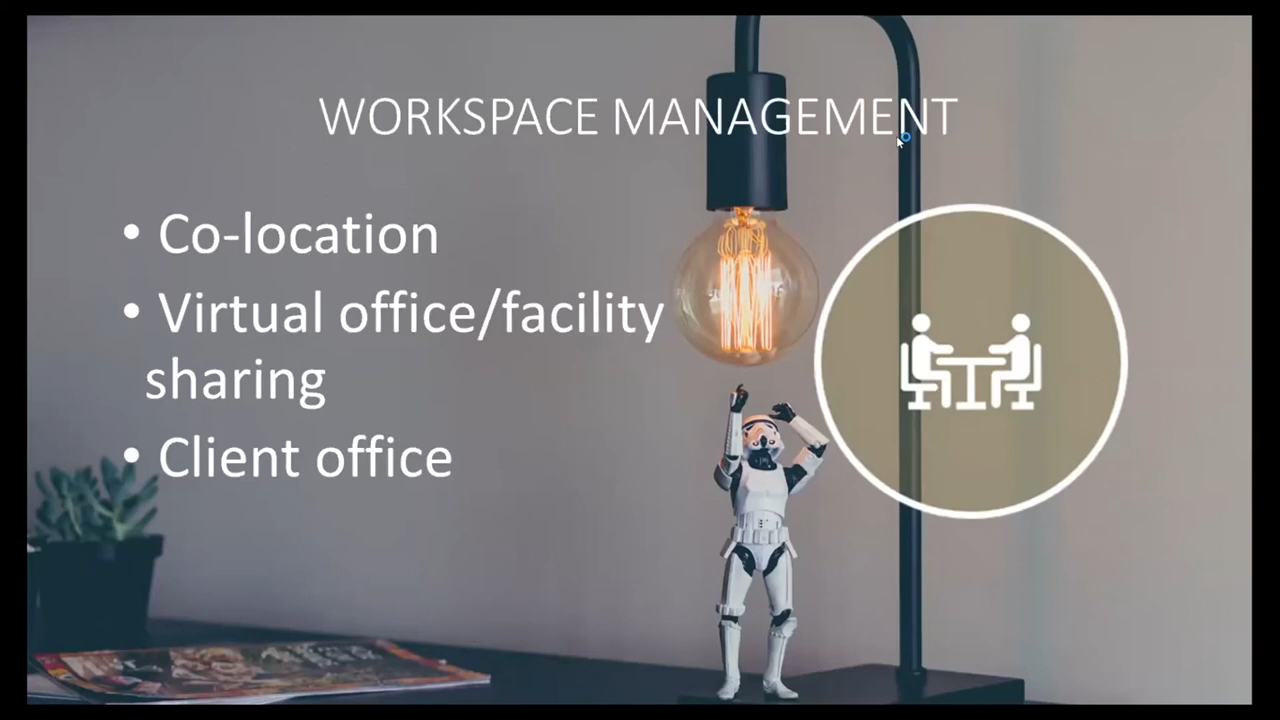 WORKSPACE MANAGEMENT
• Co-location
• Virtual office/facility
sharing
• Client office